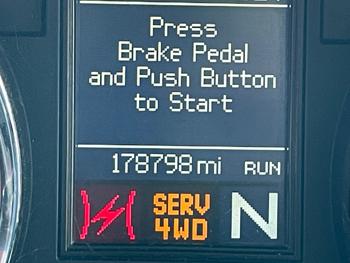 Press
Brake Pedal
and Push Button
to Start
178798 mi RUN
SERV
4WD
N